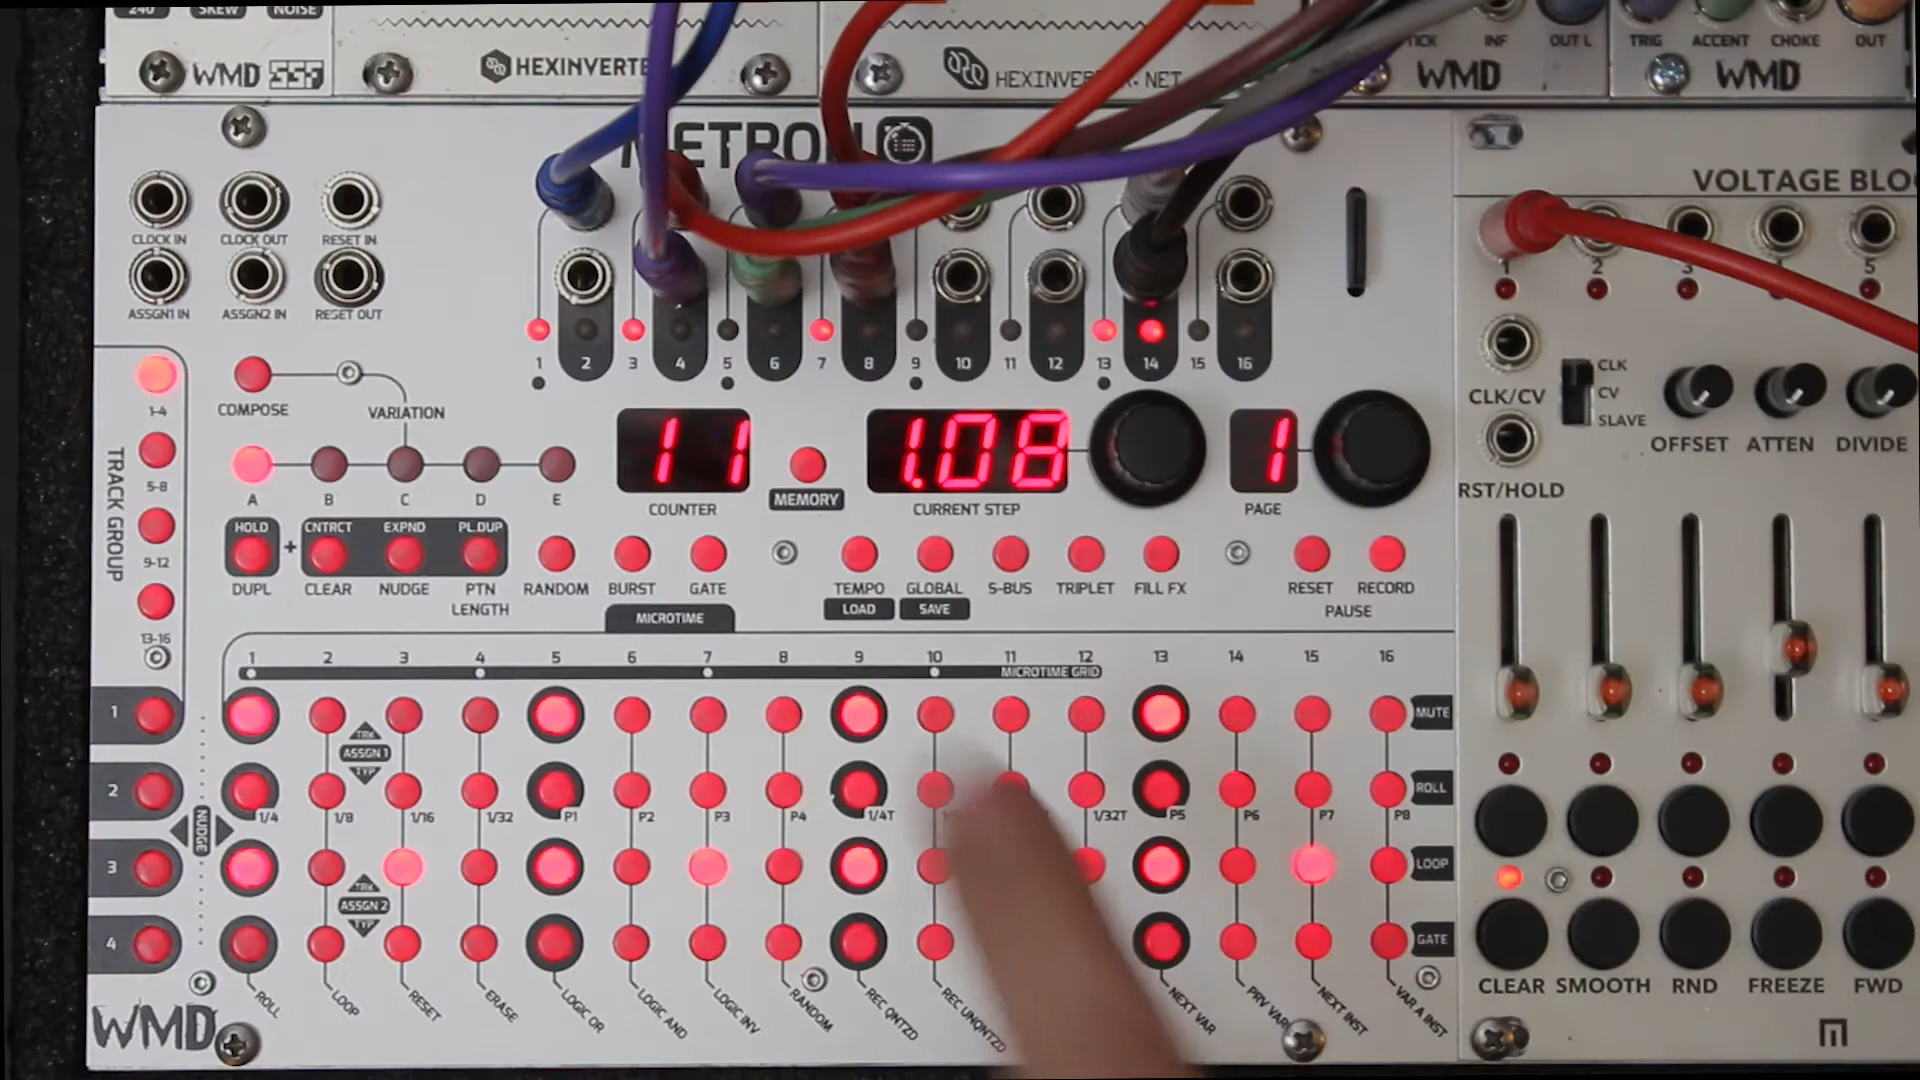 240 SKEW NOISE
WMD SSF
HEXINVERTE
HEXINVERT .NET
WMD
INF OUT L
TRIG ACCENT CHOKE OUT
WMD
METRON
VOLTAGE BLO
CLOCK IN CLOCK OUT RESET IN
ASSGN1 IN ASSGN2 IN RESET OUT
1 2 3 4 5 6 7 8 9 10 11 12 13 14 15 16
1 2 3 5
CLK/CV
CLK
CV
SLAVE
OFFSET ATTEN DIVIDE
RST/HOLD
TRACK GROUP
1-4
5-8
9-12
13-16
COMPOSE
VARIATION
A B C D E
11
COUNTER
MEMORY
1.08
CURRENT STEP
1
PAGE
HOLD + CNTRCT EXPND PL.DUP
DUPL CLEAR NUDGE PTN LENGTH RANDOM BURST GATE
MICROTIME
TEMPO GLOBAL S-BUS TRIPLET FILL FX
LOAD SAVE
RESET RECORD
PAUSE
1 2 3 4 5 6 7 8 9 10 11 12 13 14 15 16
MICROTIME GRID
1
MUTE
TRK
ASSGN 1
TYP
2
ROLL
1/4 1/8 1/16 1/32 P1 P2 P3 P4 1/4T 1/32T P5 P6 P7 P8
NUDGE
3
LOOP
TRK
ASSGN 2
TYP
4
GATE
ROLL LOOP RESET ERASE LOGIC OR LOGIC AND LOGIC INV RANDOM REC QNTZD REC UNQNTZD NEXT VAR PRV VAR NEXT INST VAR A INST
WMD
CLEAR SMOOTH RND FREEZE FWD